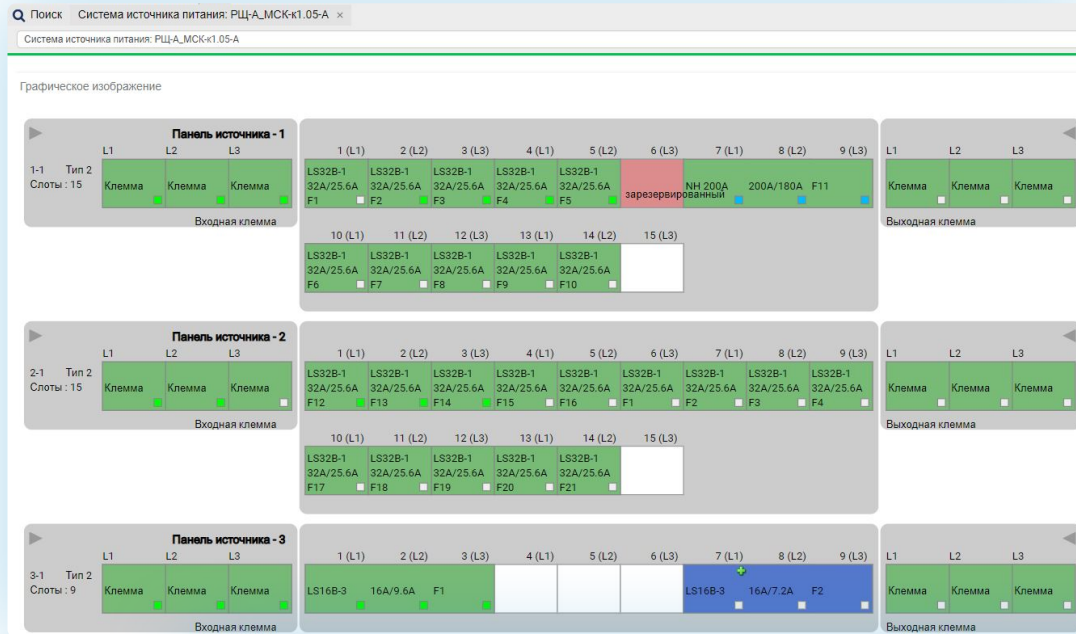 Поиск Система источника питания: РЩ-А_МСК-к1.05-А ×
Система источника питания: РЩ-А_МСК-к1.05-А
Графическое изображение
Панель источника - 1
L1 L2 L3
1-1 Тип 2
Слоты : 15
Клемма Клемма Клемма
Входная клемма
1 (L1) 2 (L2) 3 (L3) 4 (L1) 5 (L2) 6 (L3) 7 (L1) 8 (L2) 9 (L3)
LS32B-1 LS32B-1 LS32B-1 LS32B-1 LS32B-1
32A/25.6A 32A/25.6A 32A/25.6A 32A/25.6A 32A/25.6A
F1 F2 F3 F4 F5
зарезервированный
NH 200A 200A/180A F11
10 (L1) 11 (L2) 12 (L3) 13 (L1) 14 (L2) 15 (L3)
LS32B-1 LS32B-1 LS32B-1 LS32B-1 LS32B-1
32A/25.6A 32A/25.6A 32A/25.6A 32A/25.6A 32A/25.6A
F6 F7 F8 F9 F10
L1 L2 L3
Клемма Клемма Клемма
Выходная клемма
Панель источника - 2
L1 L2 L3
2-1 Тип 2
Слоты : 15
Клемма Клемма Клемма
Входная клемма
1 (L1) 2 (L2) 3 (L3) 4 (L1) 5 (L2) 6 (L3) 7 (L1) 8 (L2) 9 (L3)
LS32B-1 LS32B-1 LS32B-1 LS32B-1 LS32B-1 LS32B-1 LS32B-1 LS32B-1 LS32B-1
32A/25.6A 32A/25.6A 32A/25.6A 32A/25.6A 32A/25.6A 32A/25.6A 32A/25.6A 32A/25.6A 32A/25.6A
F12 F13 F14 F15 F16 F1 F2 F3 F4
10 (L1) 11 (L2) 12 (L3) 13 (L1) 14 (L2) 15 (L3)
LS32B-1 LS32B-1 LS32B-1 LS32B-1 LS32B-1
32A/25.6A 32A/25.6A 32A/25.6A 32A/25.6A 32A/25.6A
F17 F18 F19 F20 F21
L1 L2 L3
Клемма Клемма Клемма
Выходная клемма
Панель источника - 3
L1 L2 L3
3-1 Тип 2
Слоты : 9
Клемма Клемма Клемма
Входная клемма
1 (L1) 2 (L2) 3 (L3) 4 (L1) 5 (L2) 6 (L3) 7 (L1) 8 (L2) 9 (L3)
LS16B-3 16A/9.6A F1
LS16B-3 16A/7.2A F2
L1 L2 L3
Клемма Клемма Клемма
Выходная клемма